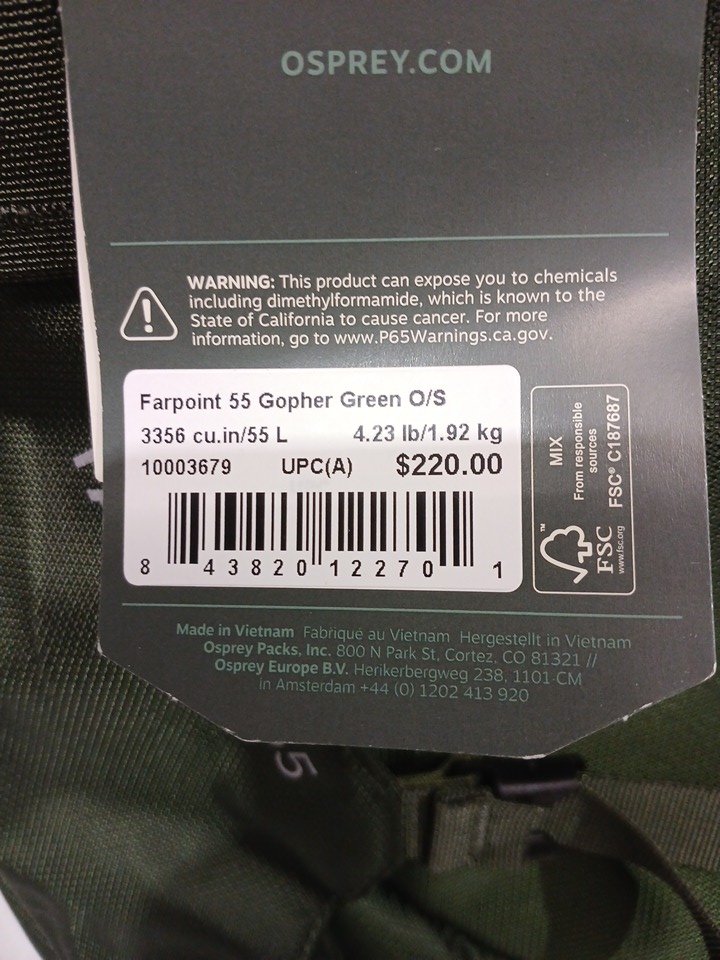 OSPREY.COM
WARNING: This product can expose you to chemicals
including dimethylformamide, which is known to the
State of California to cause cancer. For more
information, go to www.P65Warnings.ca.gov.
Farpoint 55 Gopher Green O/S
3356 cu.in/55 L 4.23 lb/1.92 kg
10003679 UPC(A) $220.00
8 43820 12270 1
MIX
From responsible
sources
FSC® C187687
FSC
www.fsc.org
Made in Vietnam Fabriqué au Vietnam Hergestellt in Vietnam
Osprey Packs, Inc. 800 N Park St, Cortez, CO 81321 //
Osprey Europe B.V. Herikerbergweg 238, 1101-CM
in Amsterdam +44 (0) 1202 413 920
5